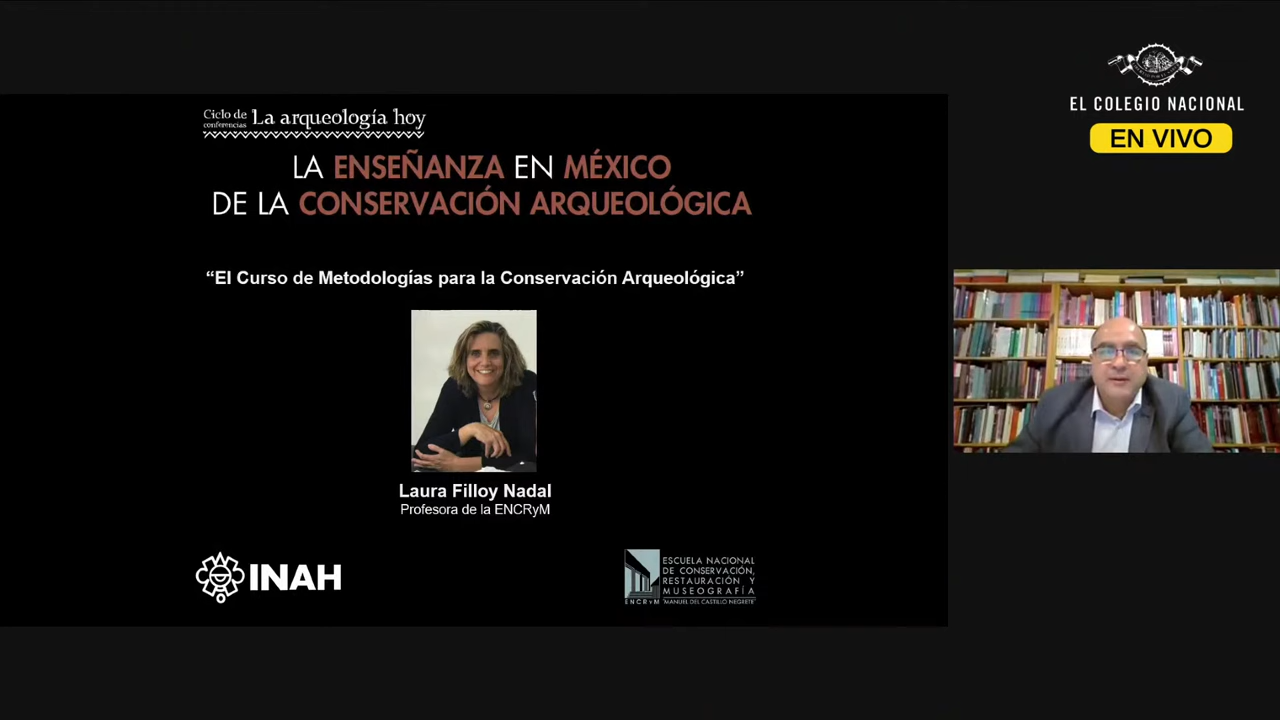 Ciclo de
conferencias
La arqueología hoy
LA ENSEÑANZA EN MÉXICO
DE LA CONSERVACIÓN ARQUEOLÓGICA
“El Curso de Metodologías para la Conservación Arqueológica”
Laura Filloy Nadal
Profesora de la ENCRyM
INAH
ESCUELA NACIONAL
DE CONSERVACIÓN,
RESTAURACIÓN Y
MUSEOGRAFÍA
ENCRyM
"MANUEL DEL CASTILLO NEGRETE"
EL COLEGIO NACIONAL
EN VIVO